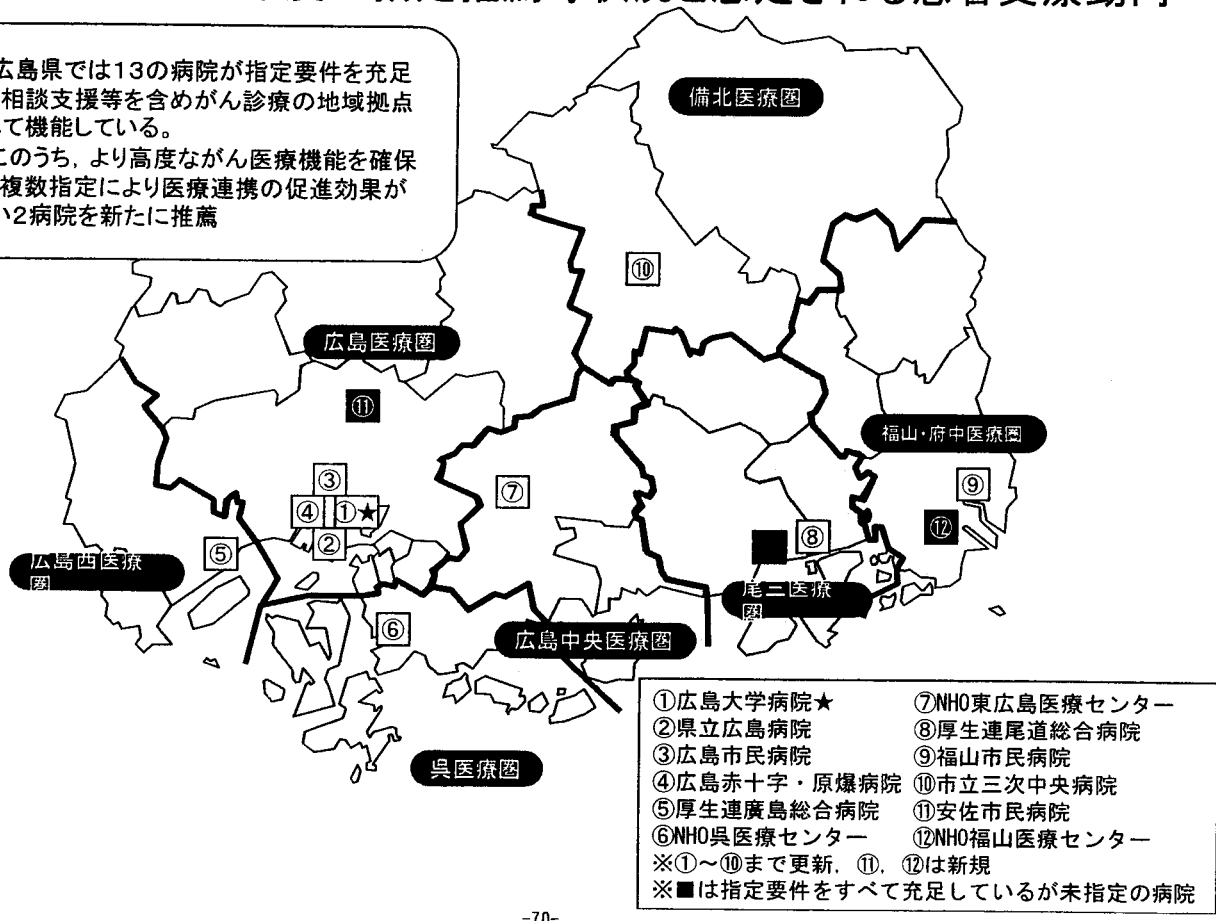 広島県では13の病院が指定要件を充足
相談支援等を含めがん診療の地域拠点
て機能している。
このうち,より高度ながん医療機能を確保
複数指定により医療連携の促進効果が
い2病院を新たに推薦
備北医療圏
⑩
広島医療圏
⑪
福山・府中医療圏
③
⑦
⑨
④ ①★
⑫
②
⑧
⑤
広島西医療
圏
尾三医療
圏
⑥
広島中央医療圏
呉医療圏
①広島大学病院★ ⑦NHO東広島医療センター
②県立広島病院 ⑧厚生連尾道総合病院
③広島市民病院 ⑨福山市民病院
④広島赤十字・原爆病院 ⑩市立三次中央病院
⑤厚生連廣島総合病院 ⑪安佐市民病院
⑥NHO呉医療センター ⑫NHO福山医療センター
※①~⑩まで更新, ⑪, ⑫は新規
※■は指定要件をすべて充足しているが未指定の病院
-70-